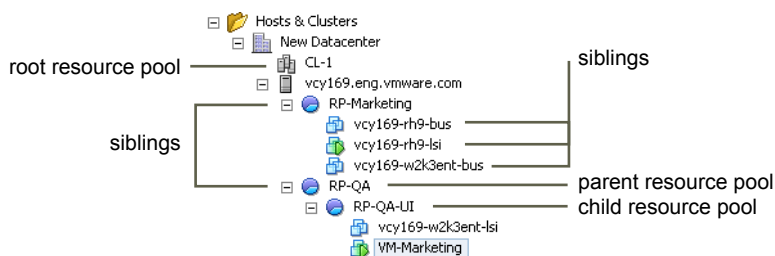 Hosts & Clusters
New Datacenter
root resource pool
CL-1
siblings
vcy169.eng.vmware.com
RP-Marketing
vcy169-rh9-bus
siblings
vcy169-rh9-lsi
vcy169-w2k3ent-bus
RP-QA
parent resource pool
RP-QA-UI
child resource pool
vcy169-w2k3ent-lsi
VM-Marketing